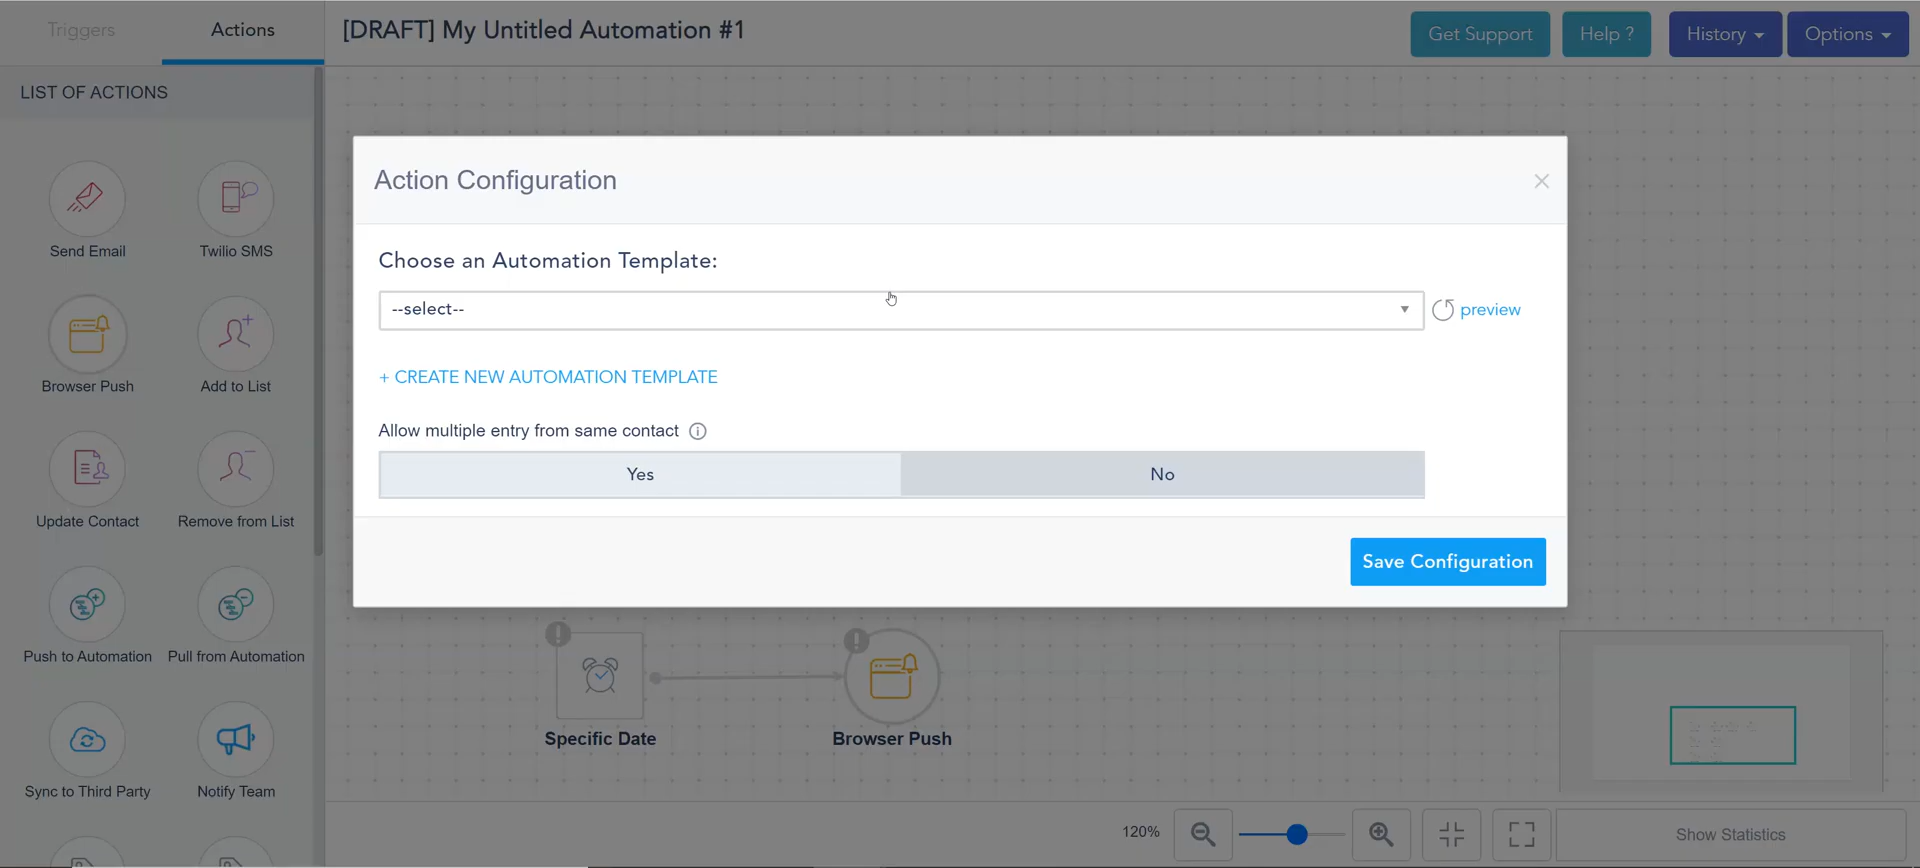 Triggers
Actions
[DRAFT] My Untitled Automation #1
Get Support
Help ?
History
Options
LIST OF ACTIONS
Send Email
Twilio SMS
Browser Push
Add to List
Update Contact
Remove from List
Push to Automation
Pull from Automation
Sync to Third Party
Notify Team
Action Configuration
Choose an Automation Template:
--select--
preview
+ CREATE NEW AUTOMATION TEMPLATE
Allow multiple entry from same contact
Yes
No
Save Configuration
Specific Date
Browser Push
120%
Show Statistics